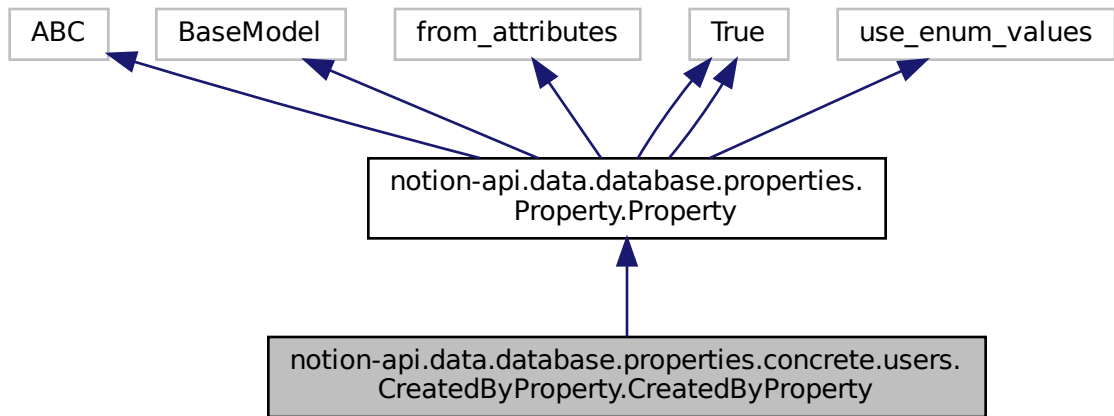 ABC
BaseModel
from_attributes
True
use_enum_values
notion-api.data.database.properties.
Property.Property
notion-api.data.database.properties.concrete.users.
CreatedByProperty.CreatedByProperty